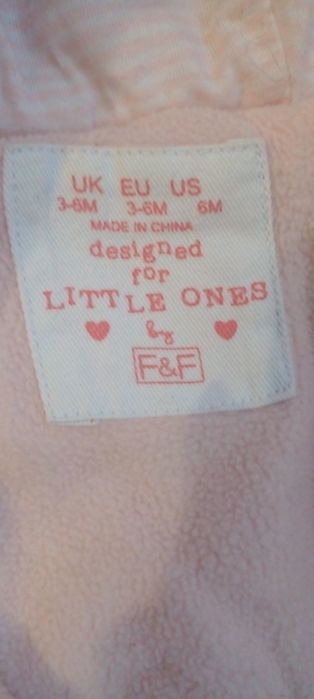 UK EU US
3-6M 3-6M 6M
MADE IN CHINA
designed
for
LITTLE ONES
by
F&F